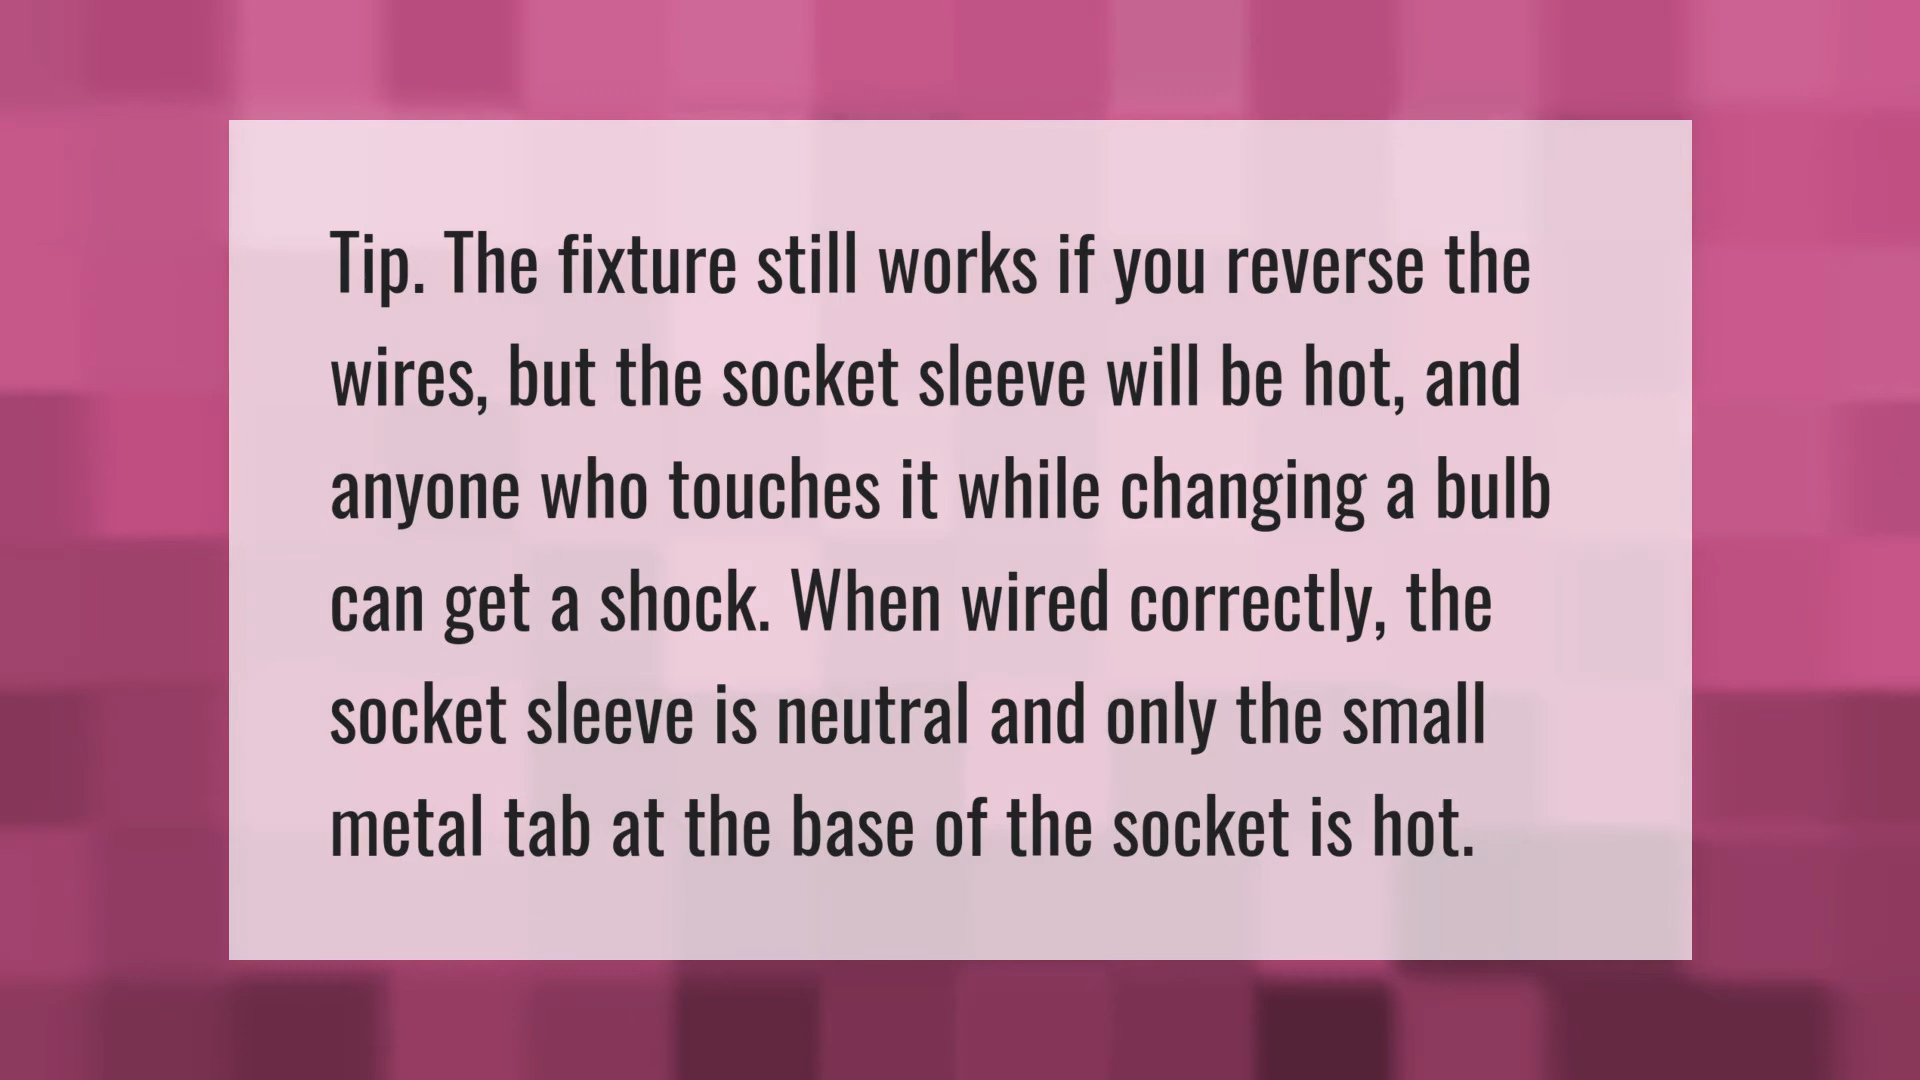 Tip. The fixture still works if you reverse the
wires, but the socket sleeve will be hot, and
anyone who touches it while changing a bulb
can get a shock. When wired correctly, the
socket sleeve is neutral and only the small
metal tab at the base of the socket is hot.